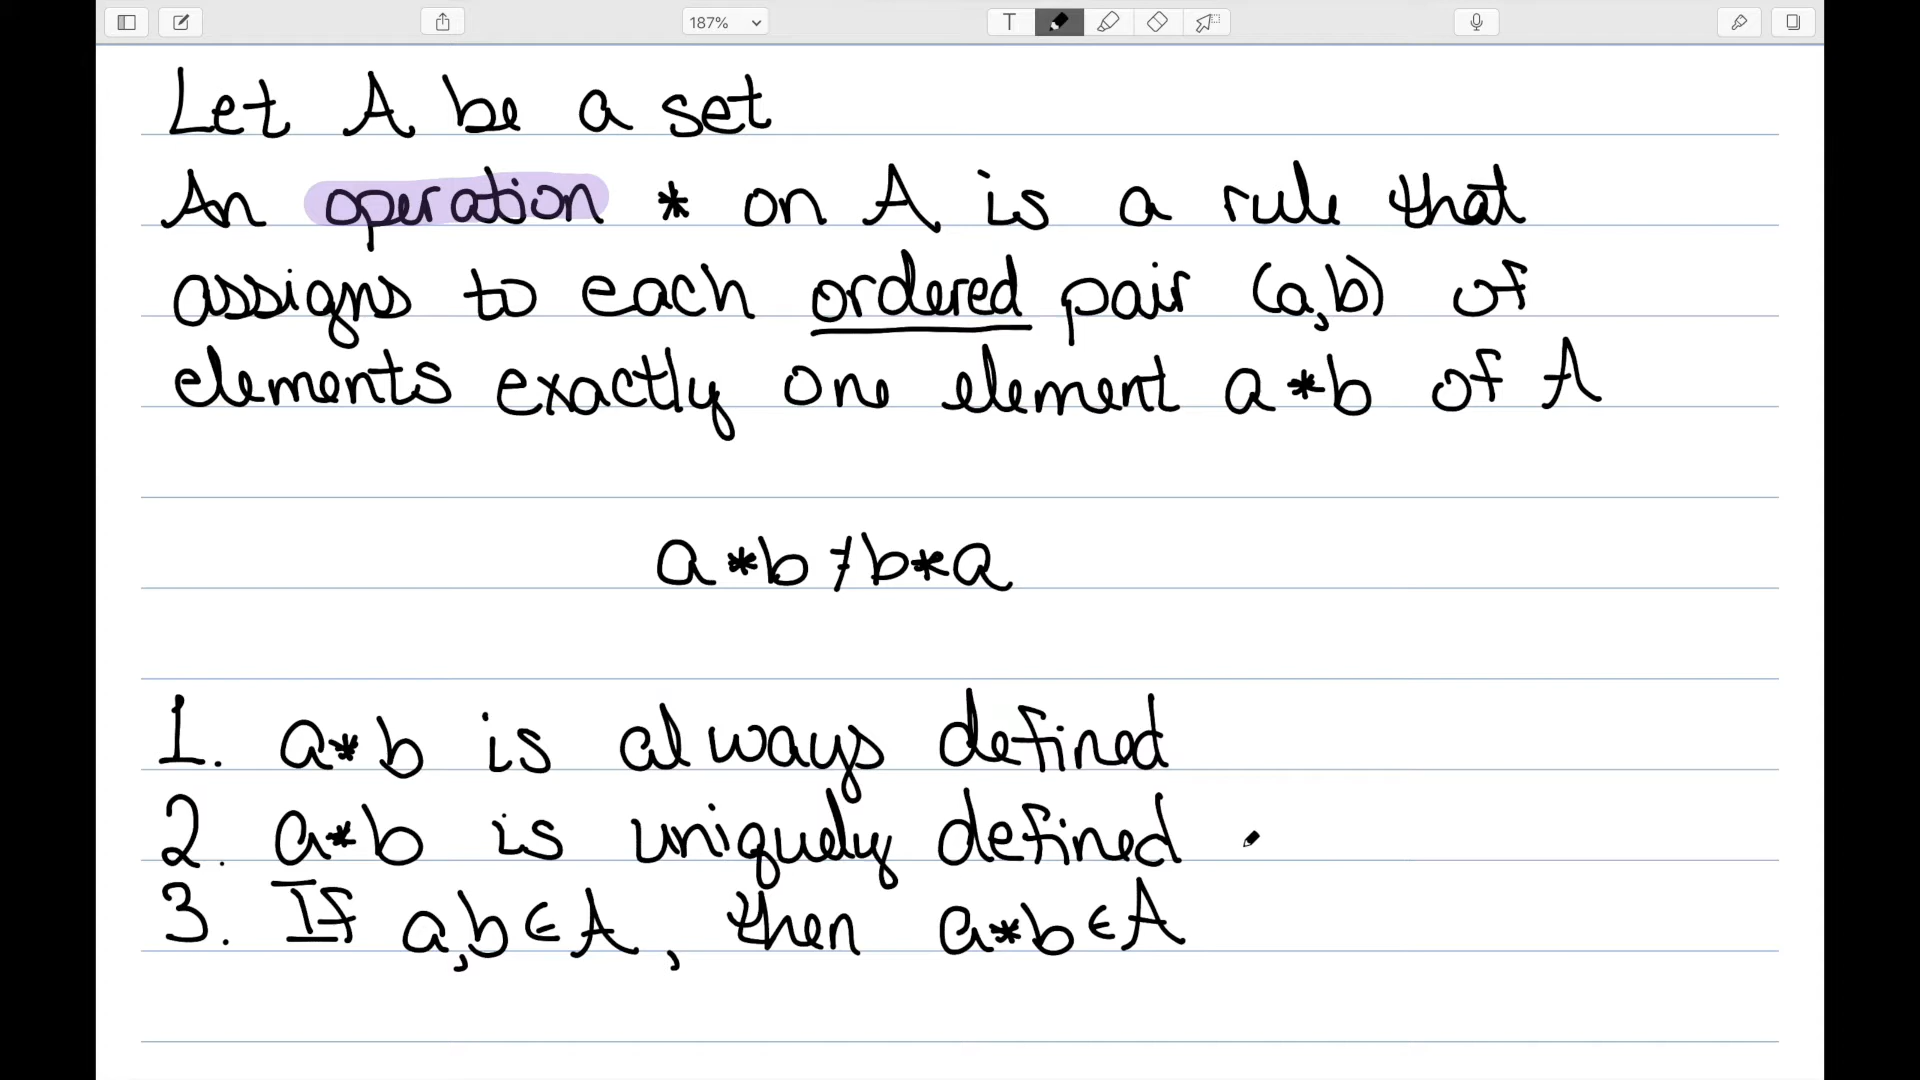 187%
T
Let A be a set
An operation * on A is a rule that
assigns to each ordered pair (a,b) of
elements exactly one element a*b of A
a*b≠b*a
1. a*b is always defined
2. a*b is uniquely defined
3. If a,b∈A, then a*b∈A